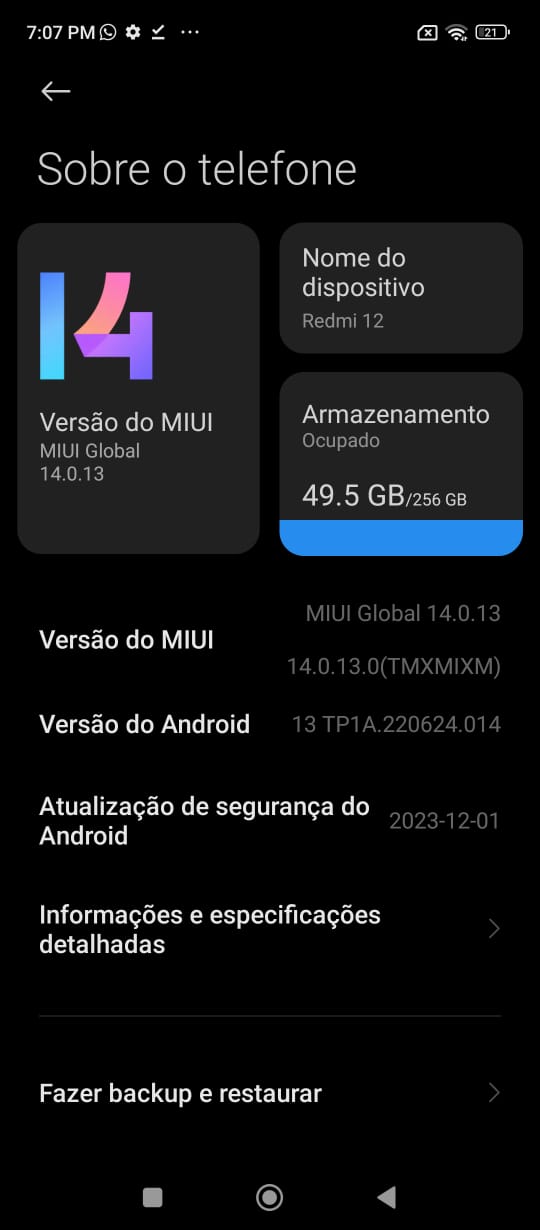 7:07 PM
21
Sobre o telefone
14
Versão do MIUI
MIUI Global
14.0.13
Nome do
dispositivo
Redmi 12
Armazenamento
Ocupado
49.5 GB/256 GB
Versão do MIUI
MIUI Global 14.0.13
14.0.13.0(TMXMIXM)
Versão do Android
13 TP1A.220624.014
Atualização de segurança do
Android
2023-12-01
Informações e especificações
detalhadas
Fazer backup e restaurar